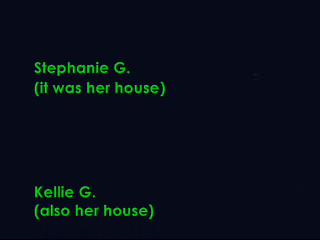 Stephanie G.
(it was her house)
Kellie G.
(also her house)